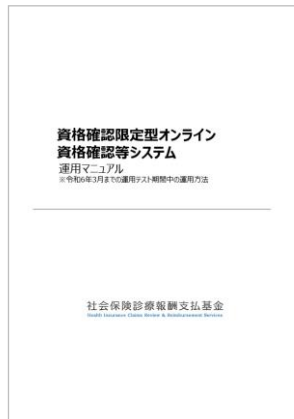 資格確認限定型オンライン
資格確認等システム
運用マニュアル
※令和6年3月までの運用テスト期間中の運用方法
社会保険診療報酬支払基金
Health Insurance Claims Review & Reimbursement Services